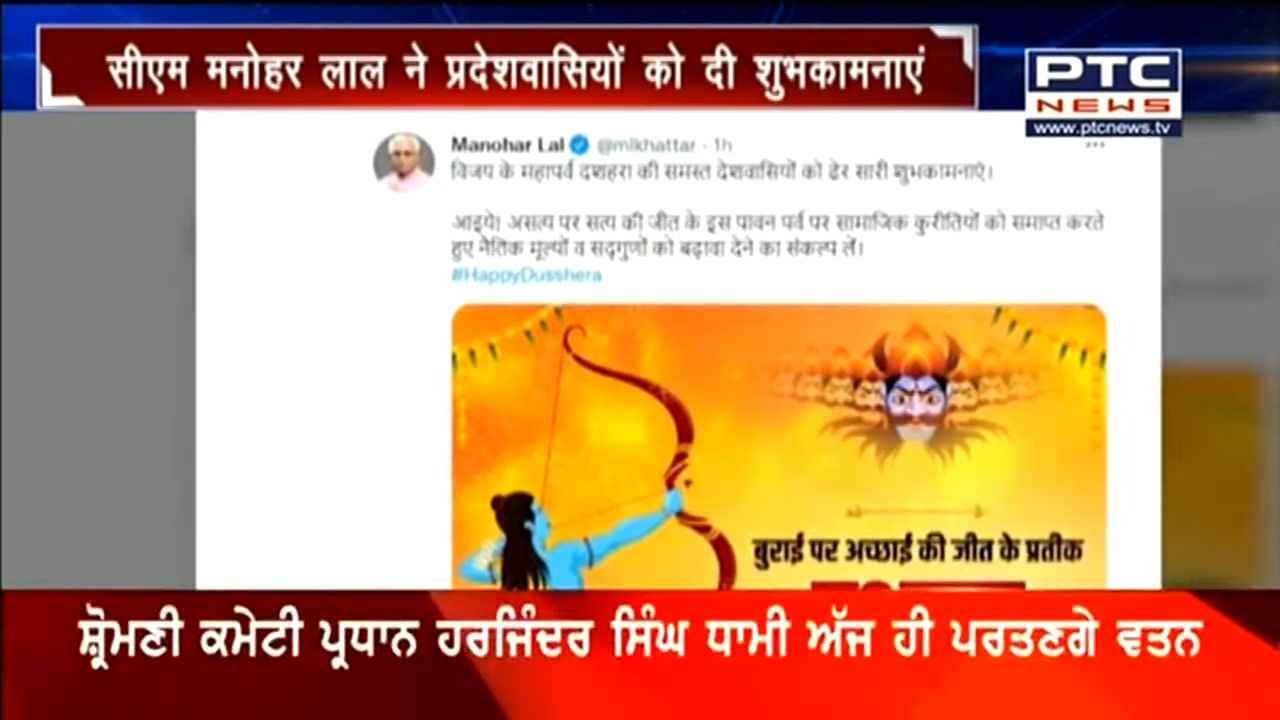 सीएम मनोहर लाल ने प्रदेशवासियों को दी शुभकामनाएं
PTC
NEWS
www.ptcnews.tv
Manohar Lal @mlkhattar · 1h
विजय के महापर्व दशहरा की समस्त देशवासियों को ढेर सारी शुभकामनाएं।
आइये! असत्य पर सत्य की जीत के इस पावन पर्व पर सामाजिक कुरीतियों को समाप्त करते
हुए नैतिक मूल्यों व सद्गुणों को बढ़ावा देने का संकल्प लें।
#HappyDusshera
बुराई पर अच्छाई की जीत के प्रतीक
ਸ਼੍ਰੋਮਣੀ ਕਮੇਟੀ ਪ੍ਰਧਾਨ ਹਰਜਿੰਦਰ ਸਿੰਘ ਧਾਮੀ ਅੱਜ ਹੀ ਪਰਤਣਗੇ ਵਤਨ